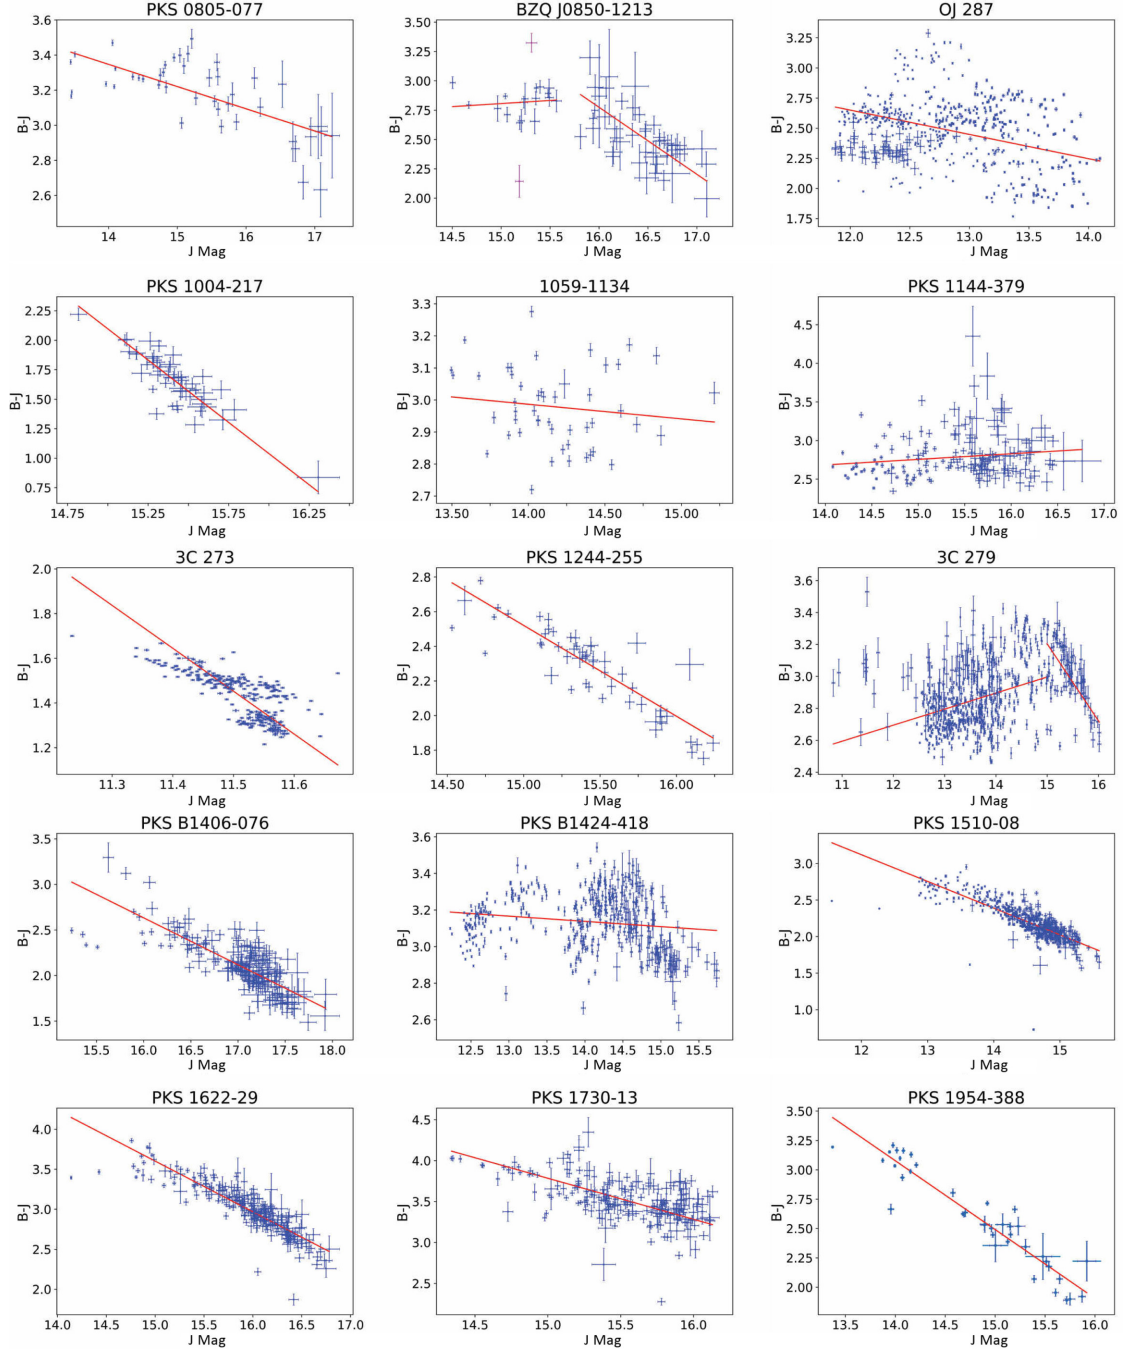 PKS 0805-077
3.6
3.4
3.2
3.0
2.8
2.6
B-J
14 15 16 17
J Mag
BZQ J0850-1213
3.50
3.25
3.00
2.75
2.50
2.25
2.00
B-J
14.5 15.0 15.5 16.0 16.5 17.0
J Mag
OJ 287
3.25
3.00
2.75
2.50
2.25
2.00
1.75
B-J
12.0 12.5 13.0 13.5 14.0
J Mag
PKS 1004-217
2.25
2.00
1.75
1.50
1.25
1.00
0.75
B-J
14.75 15.25 15.75 16.25
J Mag
1059-1134
3.3
3.2
3.1
3.0
2.9
2.8
2.7
B-J
13.50 14.00 14.50 15.00
J Mag
PKS 1144-379
4.5
4.0
3.5
3.0
2.5
B-J
14.0 14.5 15.0 15.5 16.0 16.5 17.0
J Mag
3C 273
2.0
1.8
1.6
1.4
1.2
B-J
11.3 11.4 11.5 11.6
J Mag
PKS 1244-255
2.8
2.6
2.4
2.2
2.0
1.8
B-J
14.5 15.0 15.5 16.0
J Mag
3C 279
3.6
3.4
3.2
3.0
2.8
2.6
2.4
B-J
11 12 13 14 15 16
J Mag
PKS B1406-076
3.5
3.0
2.5
2.0
1.5
B-J
15.5 16.0 16.5 17.0 17.5 18.0
J Mag
PKS B1424-418
3.6
3.4
3.2
3.0
2.8
2.6
B-J
12.5 13.0 13.5 14.0 14.5 15.0 15.5
J Mag
PKS 1510-08
3.0
2.5
2.0
1.5
1.0
B-J
12 13 14 15
J Mag
PKS 1622-29
4.0
3.5
3.0
2.5
2.0
B-J
14.0 14.5 15.0 15.5 16.0 16.5 17.0
J Mag
PKS 1730-13
4.5
4.0
3.5
3.0
2.5
B-J
14.5 15.0 15.5 16.0
J Mag
PKS 1954-388
3.50
3.25
3.00
2.75
2.50
2.25
2.00
B-J
13.5 14.0 14.5 15.0 15.5 16.0
J Mag